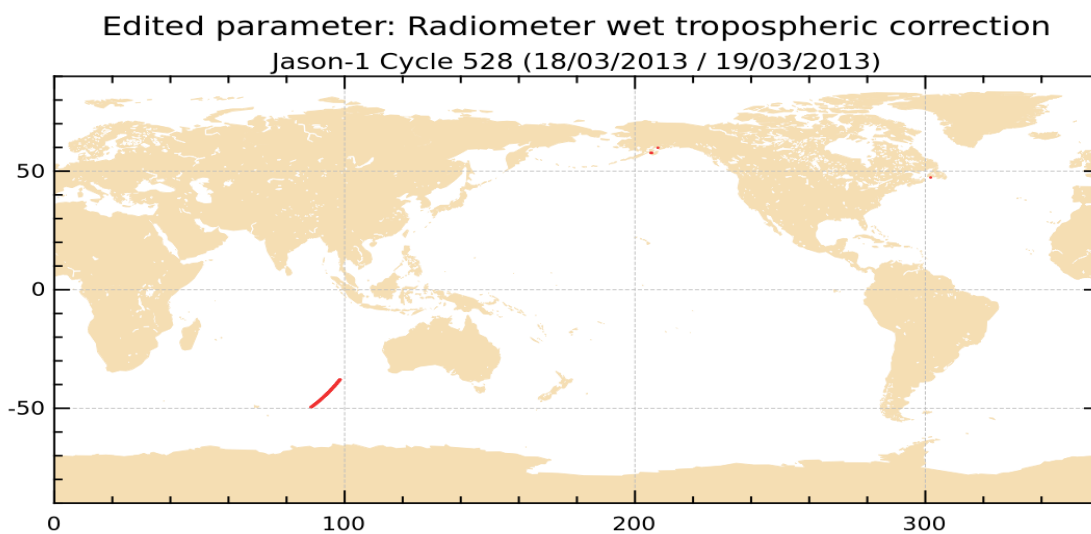 Edited parameter: Radiometer wet tropospheric correction
Jason-1 Cycle 528 (18/03/2013 / 19/03/2013)
50
0
-50
0 100 200 300